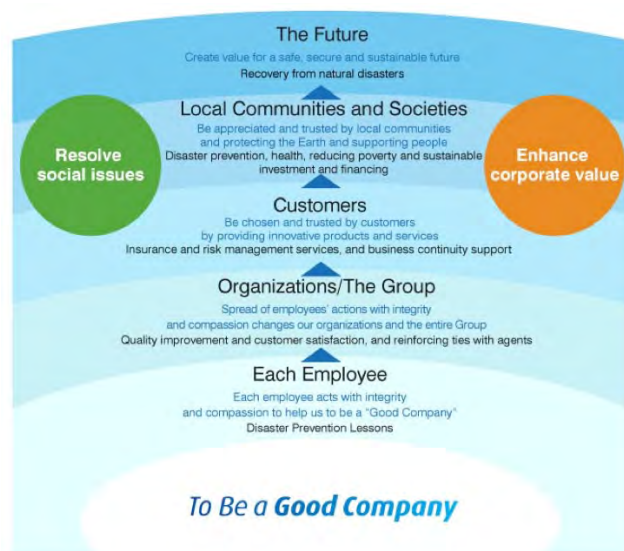 The Future
Create value for a safe, secure and sustainable future
Recovery from natural disasters
Local Communities and Societies
Be appreciated and trusted by local communities
and protecting the Earth and supporting people
Disaster prevention, health, reducing poverty and sustainable
investment and financing
Resolve
social issues
Enhance
corporate value
Customers
Be chosen and trusted by customers
by providing innovative products and services
Insurance and risk management services, and business continuity support
Organizations/The Group
Spread of employees' actions with integrity
and compassion changes our organizations and the entire Group
Quality improvement and customer satisfaction, and reinforcing ties with agents
Each Employee
Each employee acts with integrity
and compassion to help us to be a "Good Company"
Disaster Prevention Lessons
To Be a Good Company